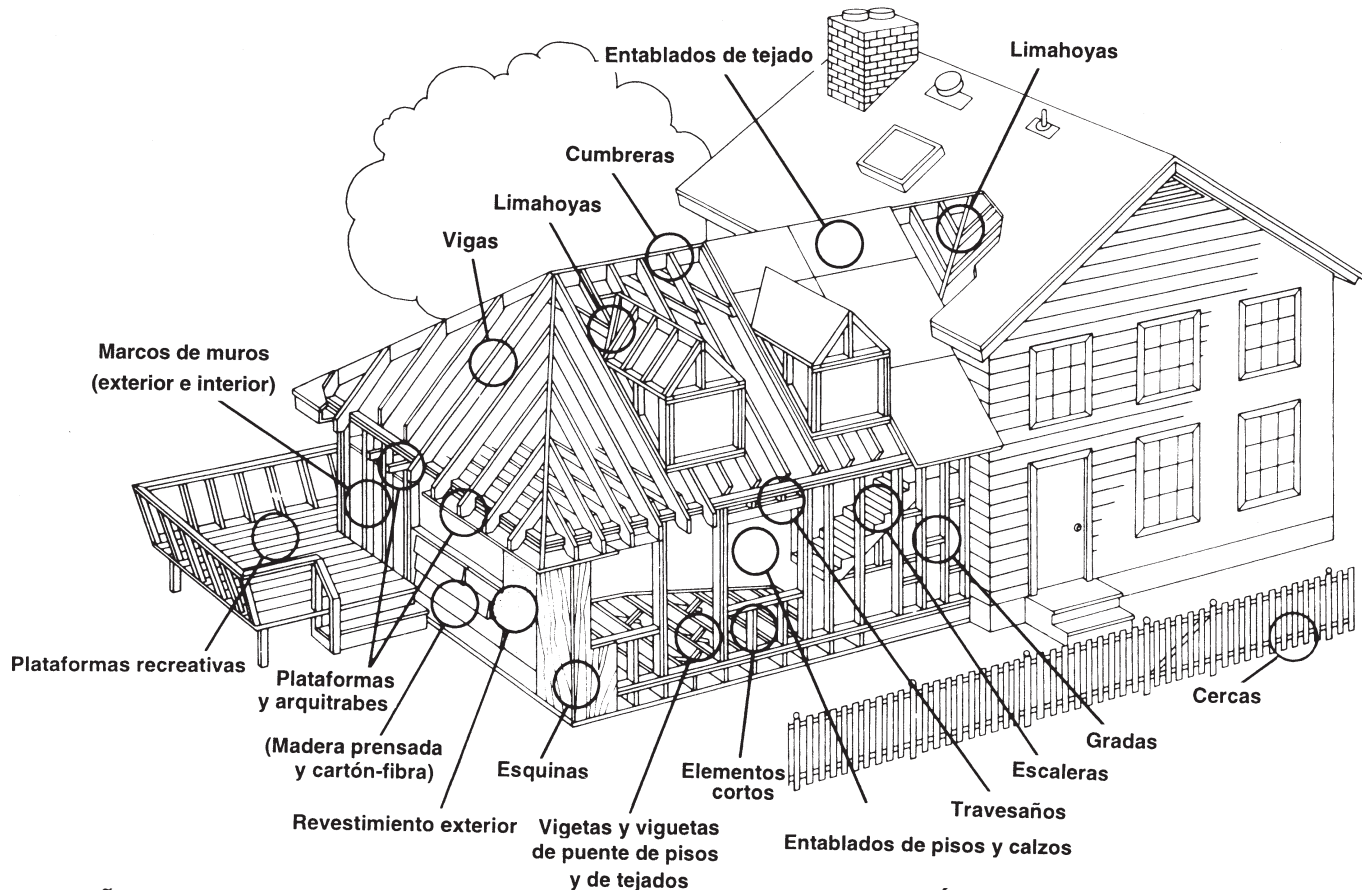 Entablados de tejado
Limahoyas
Cumbreras
Limahoyas
Vigas
Marcos de muros
(exterior e interior)
Plataformas recreativas
Plataformas
y arquitrabes
(Madera prensada
y cartón-fibra)
Revestimiento exterior
Esquinas
Vigetas y viguetas
de puente de pisos
y de tejados
Elementos
cortos
Entablados de pisos y calzos
Travesaños
Escaleras
Gradas
Cercas